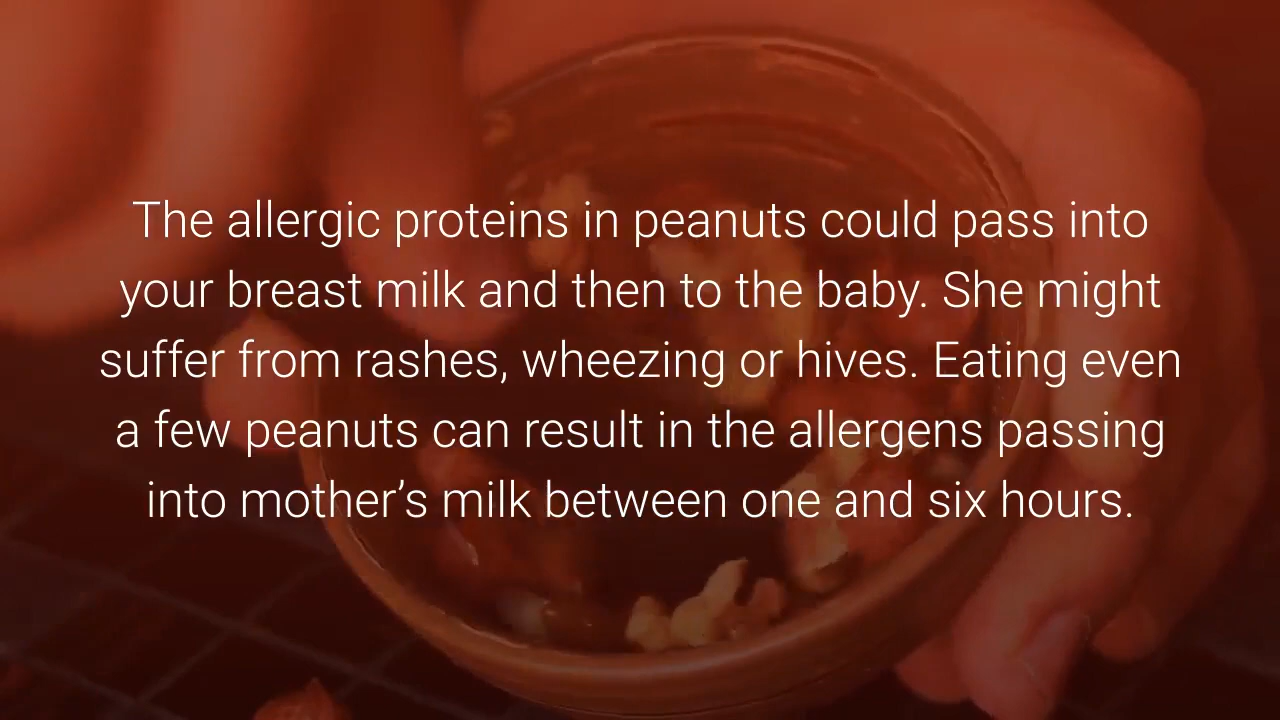 The allergic proteins in peanuts could pass into
your breast milk and then to the baby. She might
suffer from rashes, wheezing or hives. Eating even
a few peanuts can result in the allergens passing
into mother’s milk between one and six hours.